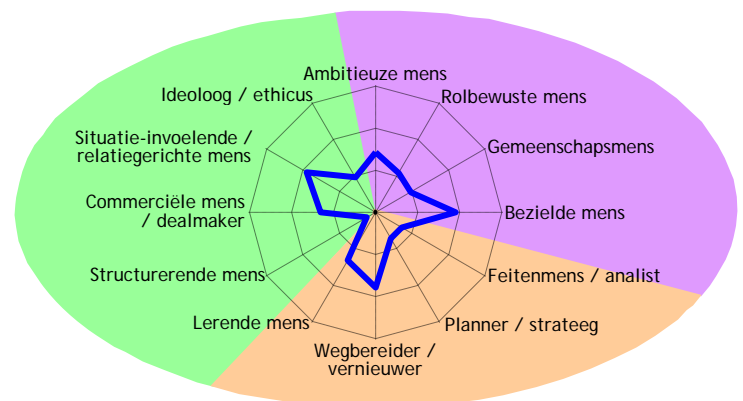 Ambitieuze mens
Rolbewuste mens
Gemeenschapsmens
Bezielde mens
Feitenmens / analist
Planner / strateeg
Wegbereider /
vernieuwer
Lerende mens
Structurerende mens
Commerciële mens
/ dealmaker
Situatie-invoelende /
relatiegerichte mens
Ideoloog / ethicus